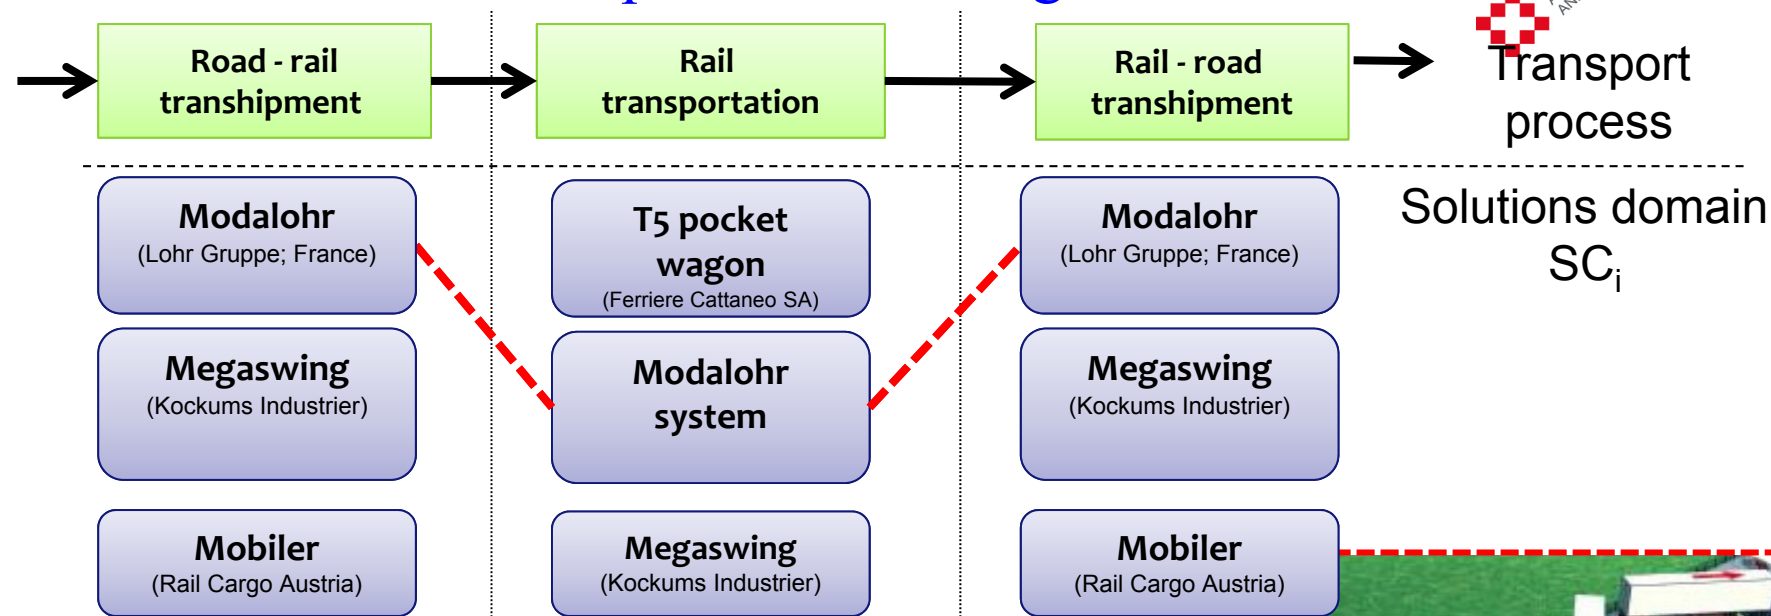 Road - rail
transhipment
Rail
transportation
Rail - road
transhipment
Transport
process
Modalohr
(Lohr Gruppe; France)
T5 pocket
wagon
(Ferriere Cattaneo SA)
Modalohr
(Lohr Gruppe; France)
Solutions domain
SCi
Megaswing
(Kockums Industrier)
Modalohr
system
Megaswing
(Kockums Industrier)
Mobiler
(Rail Cargo Austria)
Megaswing
(Kockums Industrier)
Mobiler
(Rail Cargo Austria)